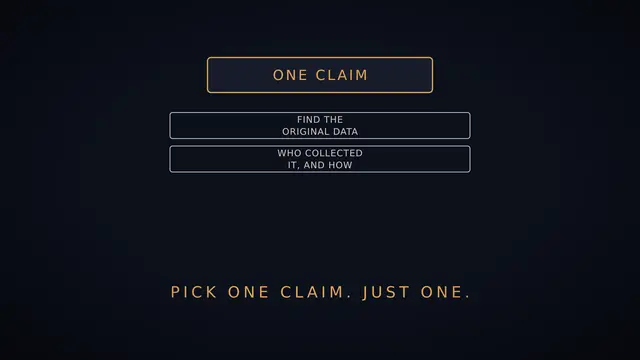 ONE CLAIM
FIND THE
ORIGINAL DATA
WHO COLLECTED
IT, AND HOW
PICK ONE CLAIM. JUST ONE.